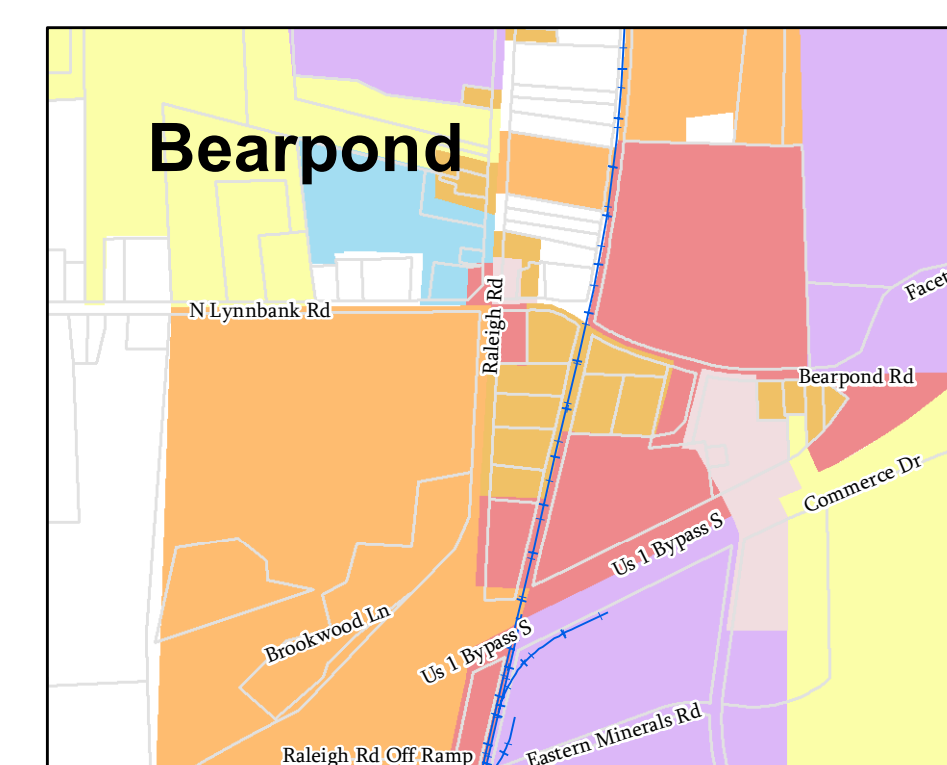 Bearpond
Facet
N Lynnbank Rd
Raleigh Rd
Bearpond Rd
Commerce Dr
Us 1 Bypass S
Brookwood Ln
Us 1 Bypass S
Eastern Minerals Rd
Raleigh Rd Off Ramp